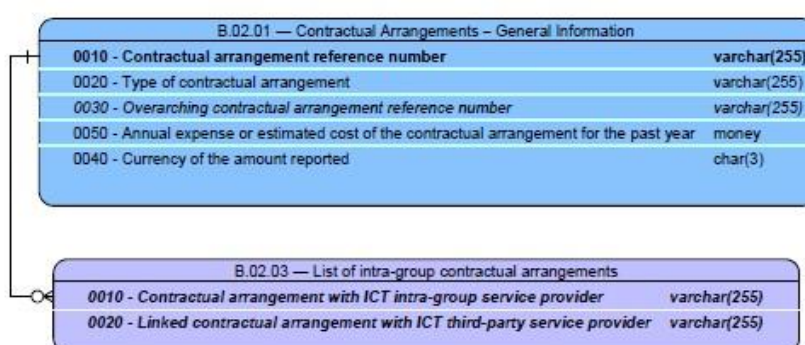 B.02.01 — Contractual Arrangements – General Information
0010 - Contractual arrangement reference number varchar(255)
0020 - Type of contractual arrangement varchar(255)
0030 - Overarching contractual arrangement reference number varchar(255)
0050 - Annual expense or estimated cost of the contractual arrangement for the past year money
0040 - Currency of the amount reported char(3)
B.02.03 — List of intra-group contractual arrangements
0010 - Contractual arrangement with ICT intra-group service provider varchar(255)
0020 - Linked contractual arrangement with ICT third-party service provider varchar(255)